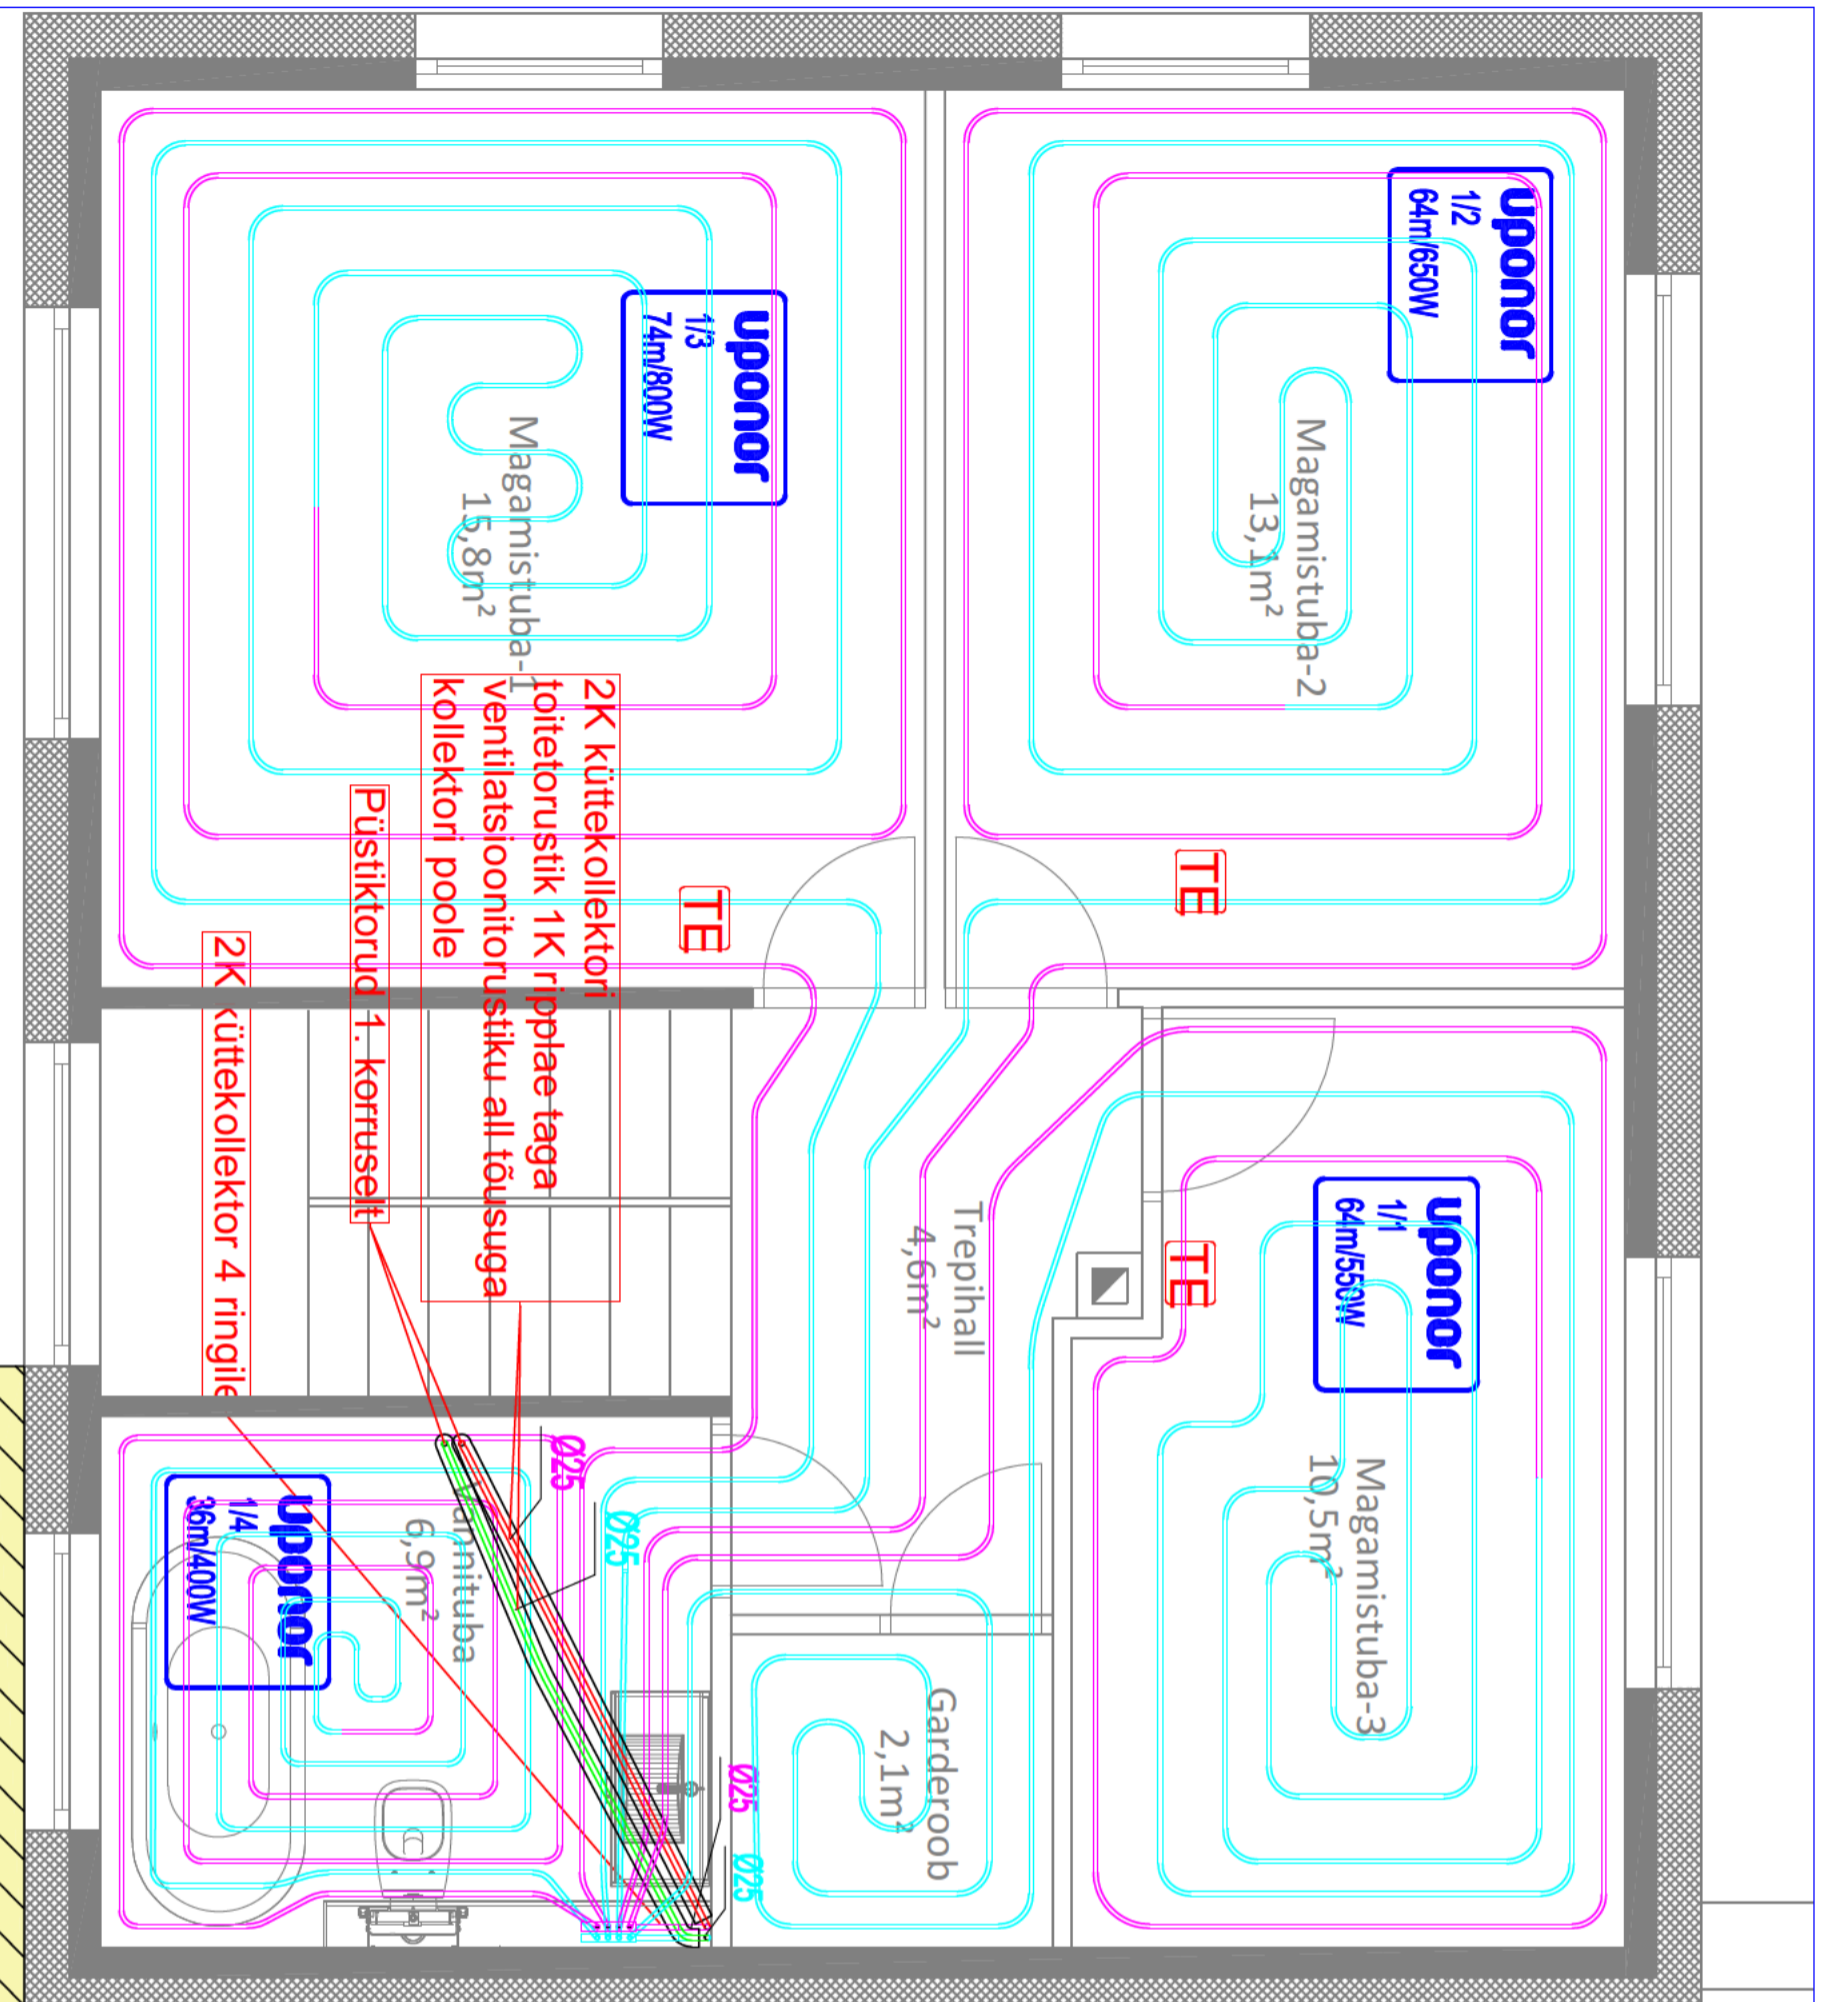 uponor
1/2
64m/650W
Magamistuba-2
13,1m²
uponor
1/3
74m/800W
Magamistuba-1
15,8m²
TE
TE
2K küttekollektori
toitetorustik 1K ripplae taga
ventilatsioonitorustiku all tõusuga
kollektori poole
Püstiktorud 1. korruselt
2K küttekollektor 4 ringile
uponor
1/1
64m/550W
TE
Magamistuba-3
10,5m²
Trepihall
4,6m²
Garderoob
2,1m²
uponor
1/4
36m/400W
Vannituba
6,9m²
Ø25
Ø25
Ø25
Ø25